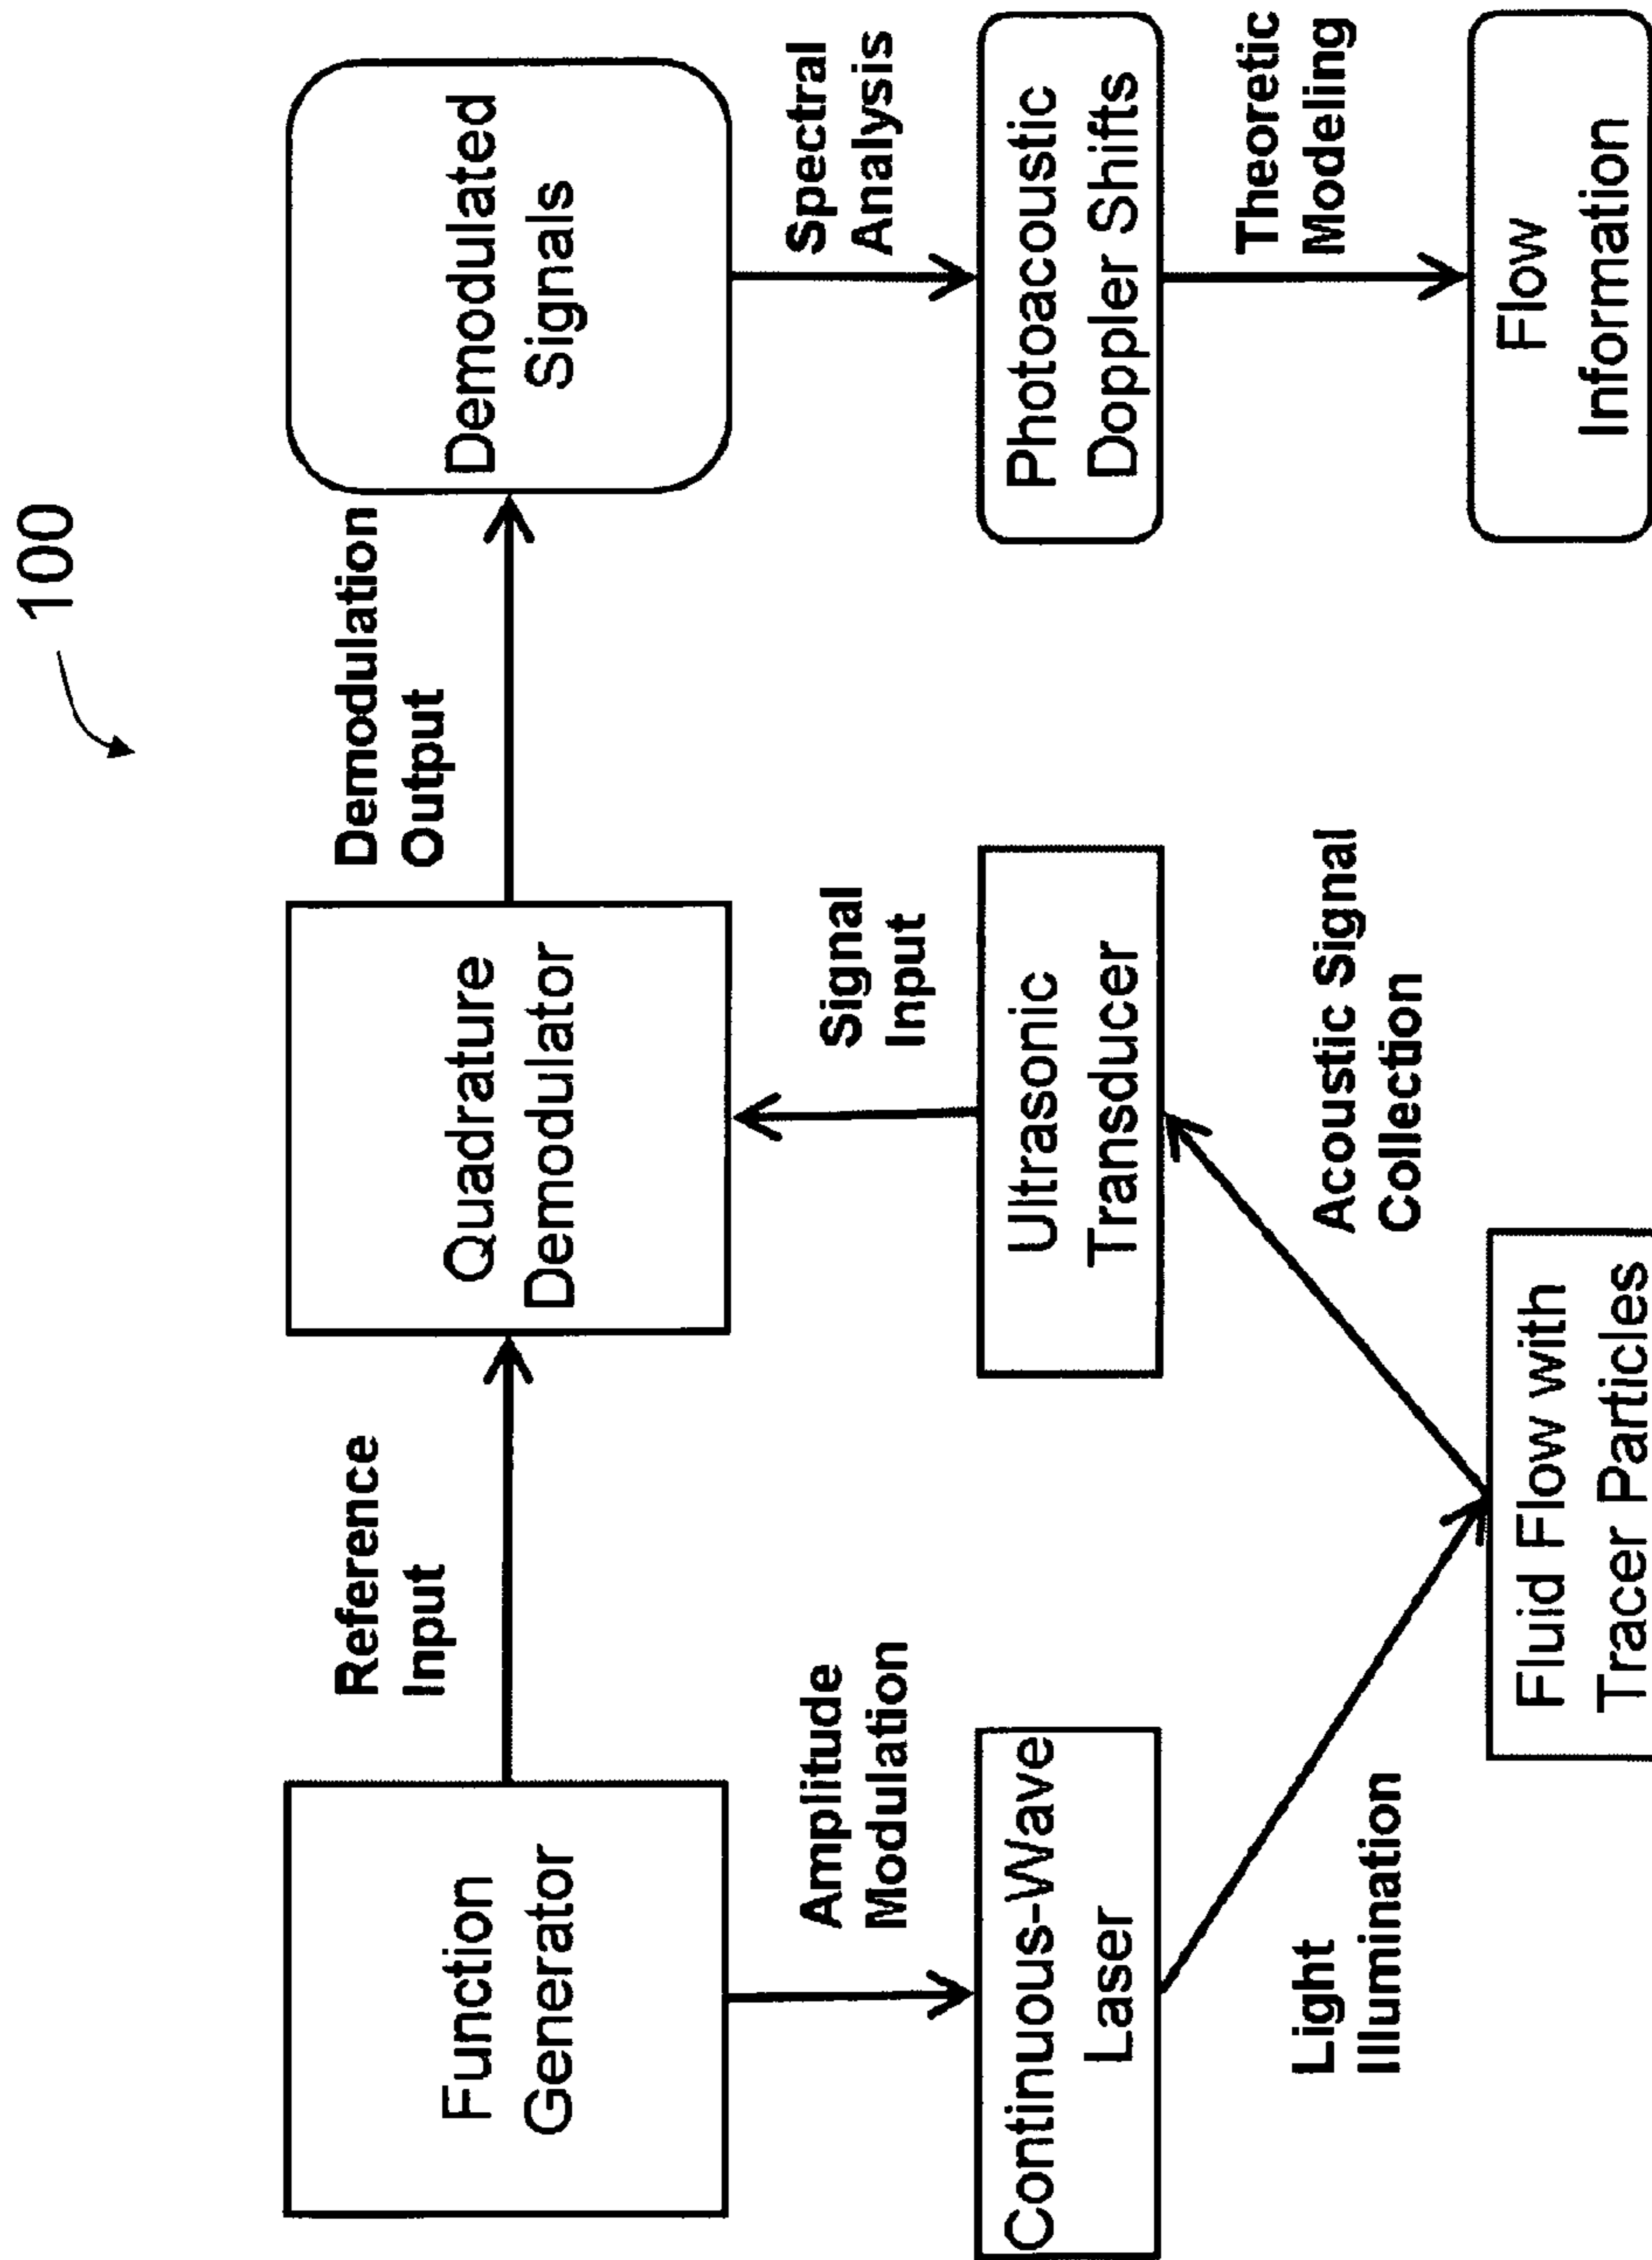 100
Function
Generator
Reference
Input
Quadrature
Demodulator
Demodulation
Output
Demodulated
Signals
Amplitude
Modulation
Signal
Input
Spectral
Analysis
Continuous-Wave
Laser
Ultrasonic
Transducer
Photoacoustic
Doppler Shifts
Light
Illumination
Acoustic Signal
Collection
Theoretic
Modeling
Fluid Flow with
Tracer Particles
Flow
Information